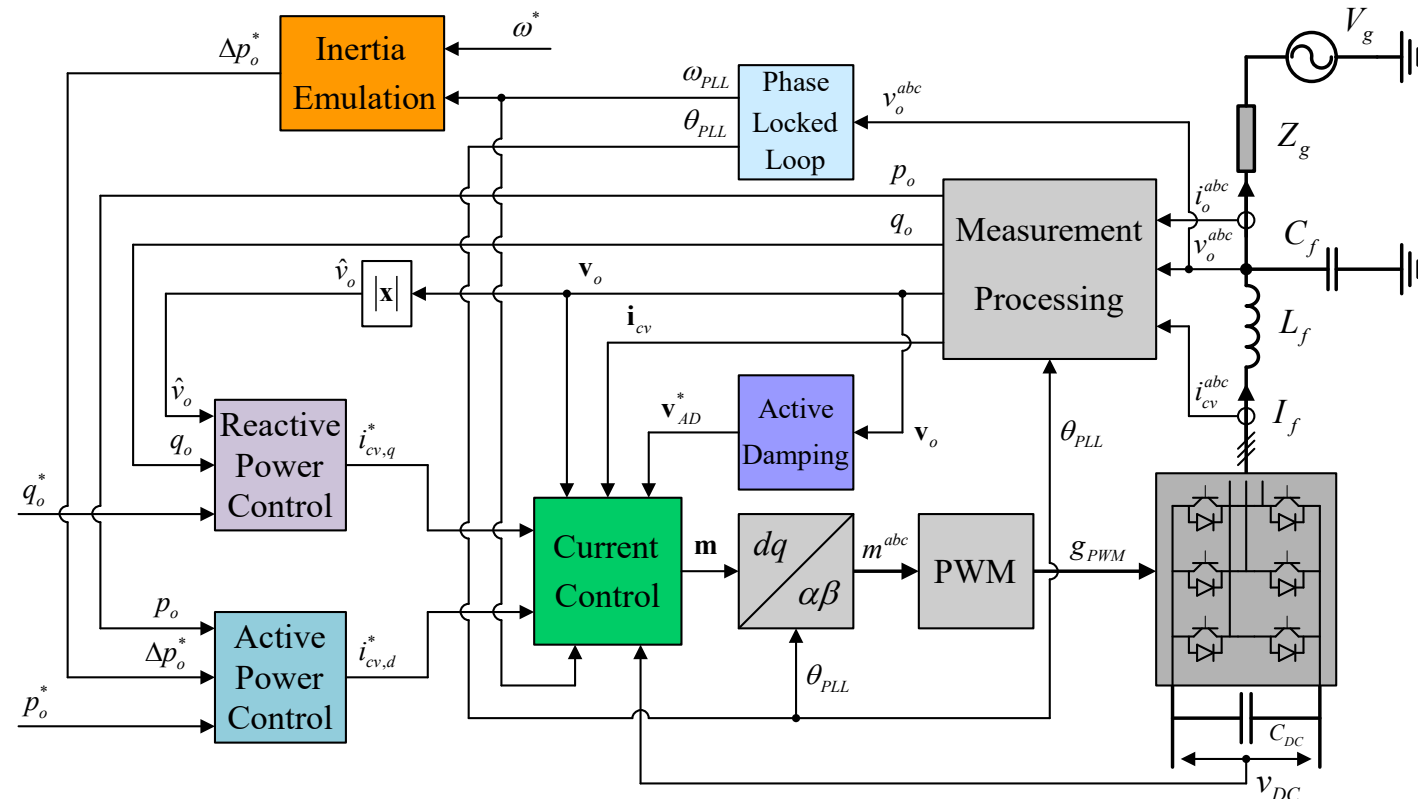 Δp_o^*
Inertia
Emulation
ω^*
ω_PLL
θ_PLL
Phase
Locked
Loop
v_o^abc
V_g
Z_g
i_o^abc
v_o^abc
C_f
L_f
i_cv^abc
I_f
p_o
q_o
Measurement
Processing
v̂_o
|x|
v_o
i_cv
v̂_o
q_o
q_o^*
Reactive
Power
Control
i_cv,q^*
v_AD^*
Active
Damping
v_o
θ_PLL
Current
Control
m
dq
αβ
m^abc
PWM
g_PWM
p_o
Δp_o^*
p_o^*
Active
Power
Control
i_cv,d^*
θ_PLL
C_DC
v_DC